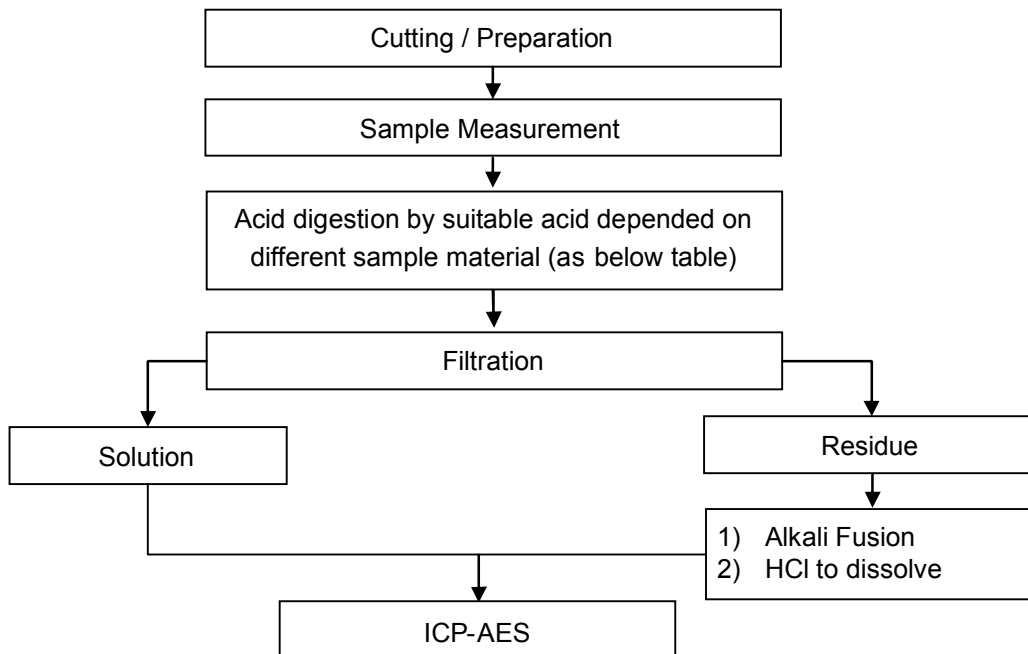 Cutting / Preparation
Sample Measurement
Acid digestion by suitable acid depended on
different sample material (as below table)
Filtration
Solution
Residue
1) Alkali Fusion
2) HCl to dissolve
ICP-AES